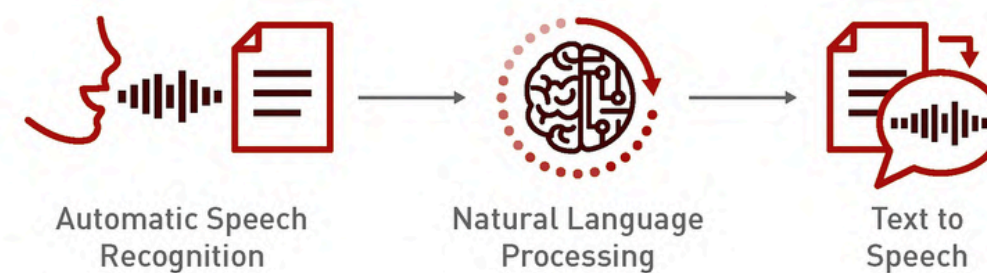 Automatic Speech
Recognition
Natural Language
Processing
Text to
Speech